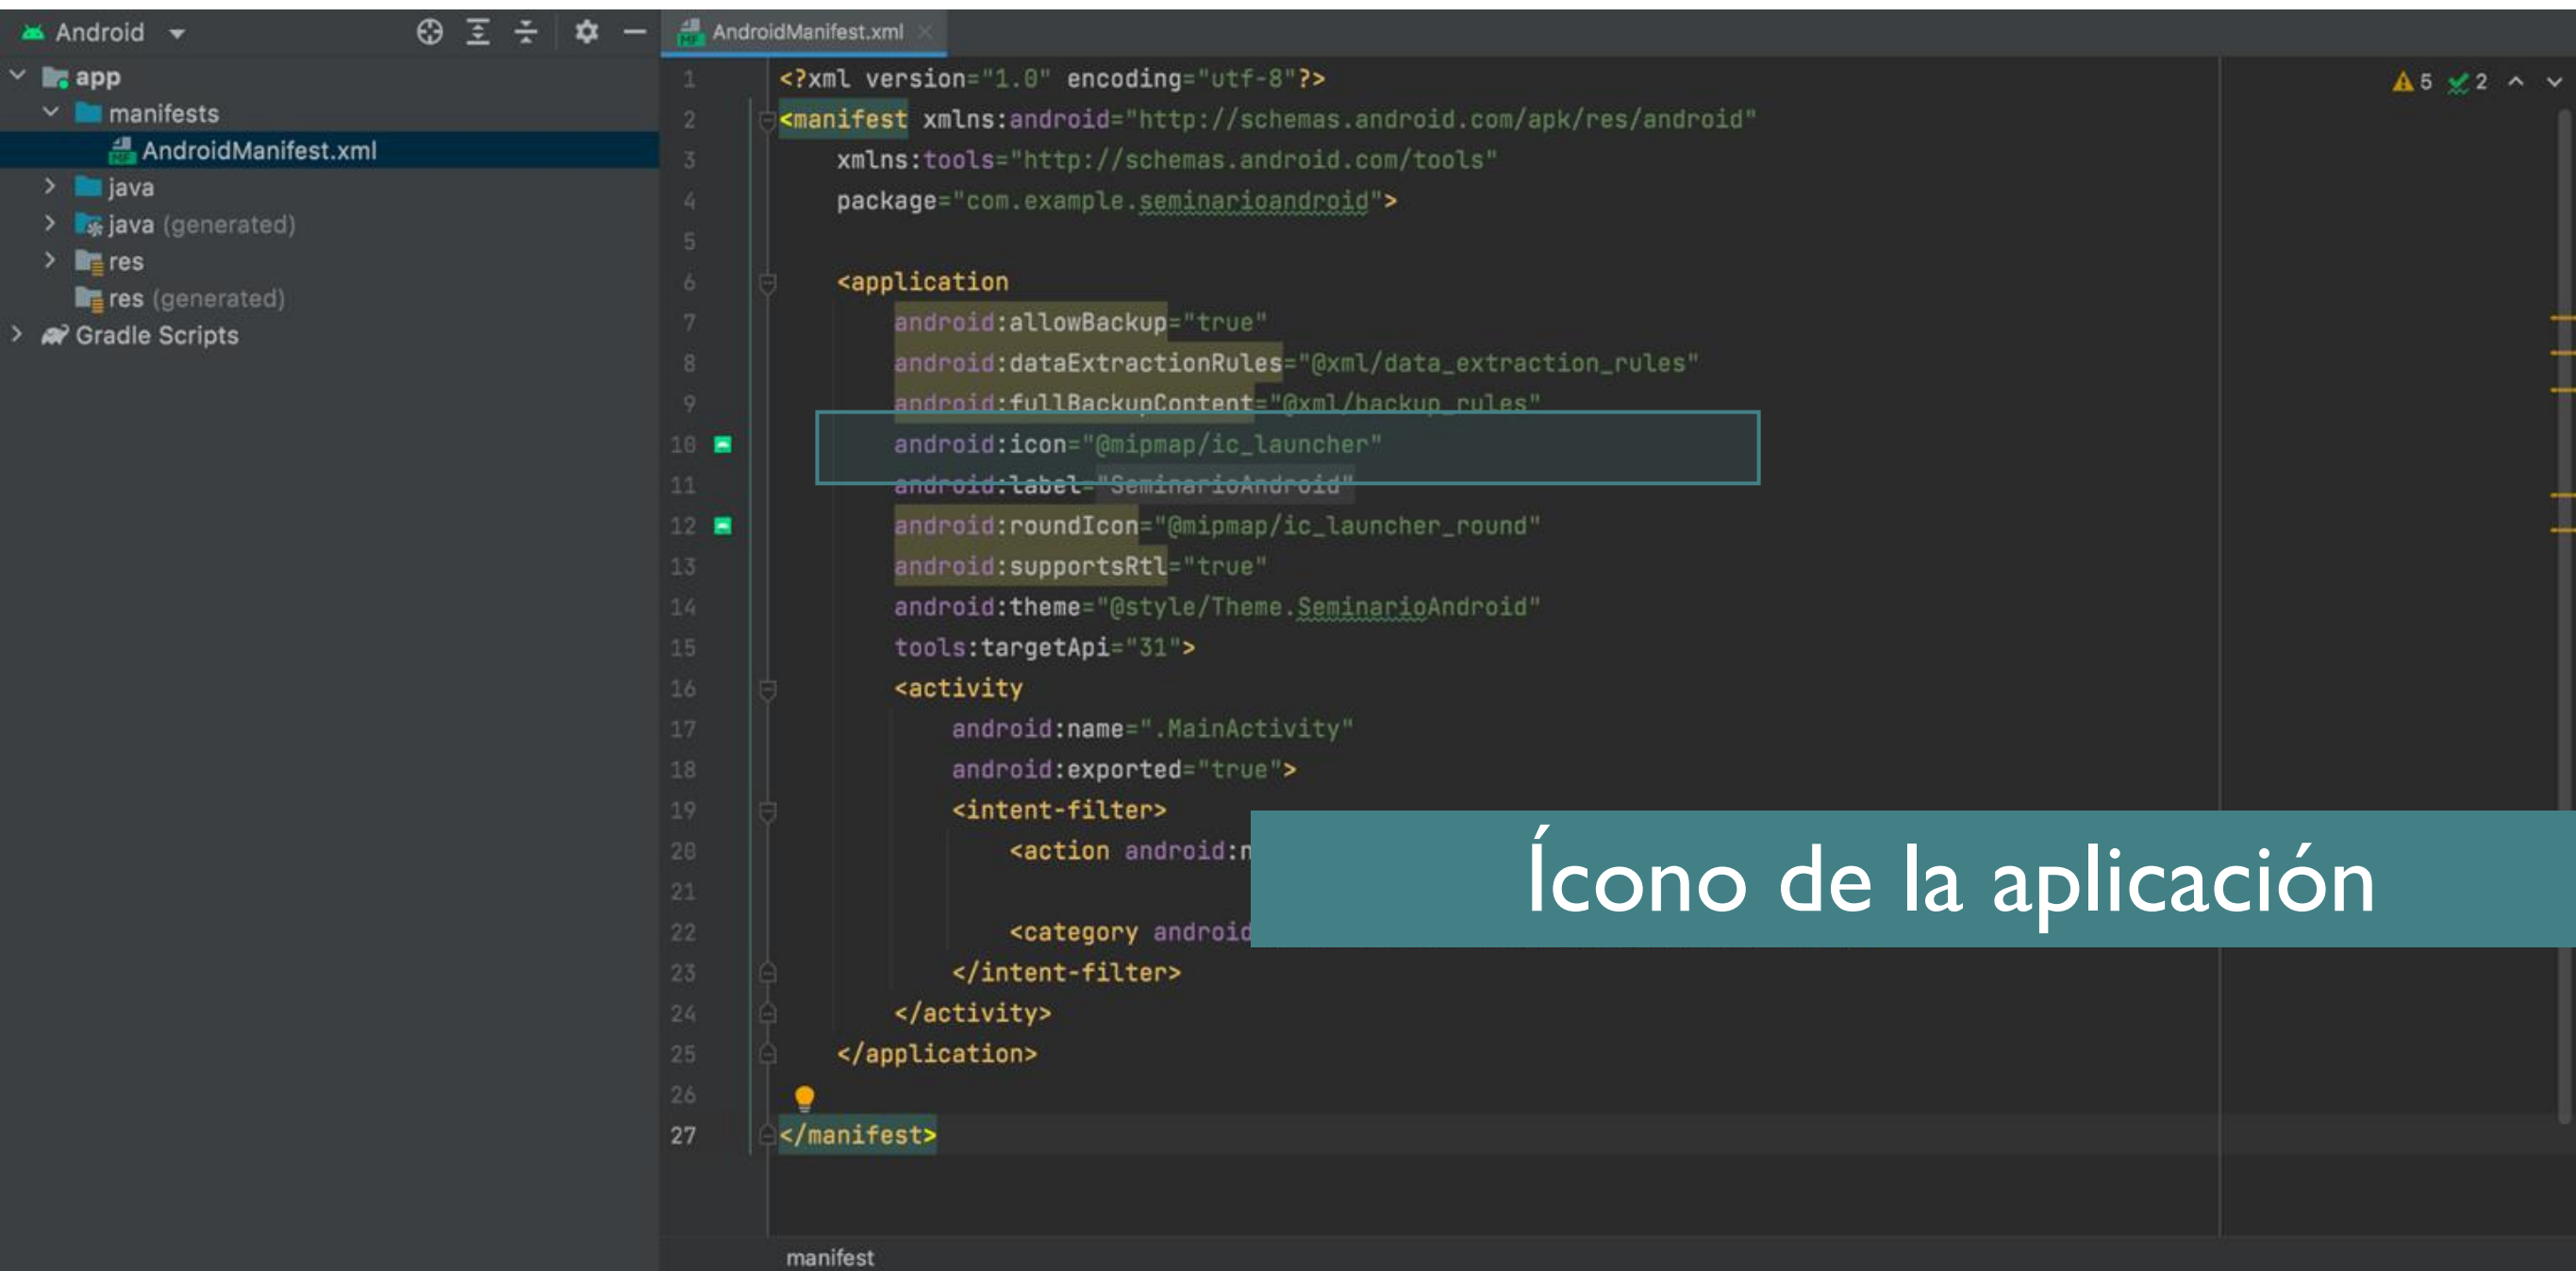 Android
AndroidManifest.xml
app
manifests
AndroidManifest.xml
java
java (generated)
res
res (generated)
Gradle Scripts
5 2
1 <?xml version="1.0" encoding="utf-8"?>
2 <manifest xmlns:android="http://schemas.android.com/apk/res/android"
3 xmlns:tools="http://schemas.android.com/tools"
4 package="com.example.seminarioandroid">
5
6 <application
7 android:allowBackup="true"
8 android:dataExtractionRules="@xml/data_extraction_rules"
9 android:fullBackupContent="@xml/backup_rules"
10 android:icon="@mipmap/ic_launcher"
11 android:label="SeminarioAndroid"
12 android:roundIcon="@mipmap/ic_launcher_round"
13 android:supportsRtl="true"
14 android:theme="@style/Theme.SeminarioAndroid"
15 tools:targetApi="31">
16 <activity
17 android:name=".MainActivity"
18 android:exported="true">
19 <intent-filter>
20 <action android:n
21
22 <category android
23 </intent-filter>
24 </activity>
25 </application>
26
27 </manifest>
Ícono de la aplicación
manifest